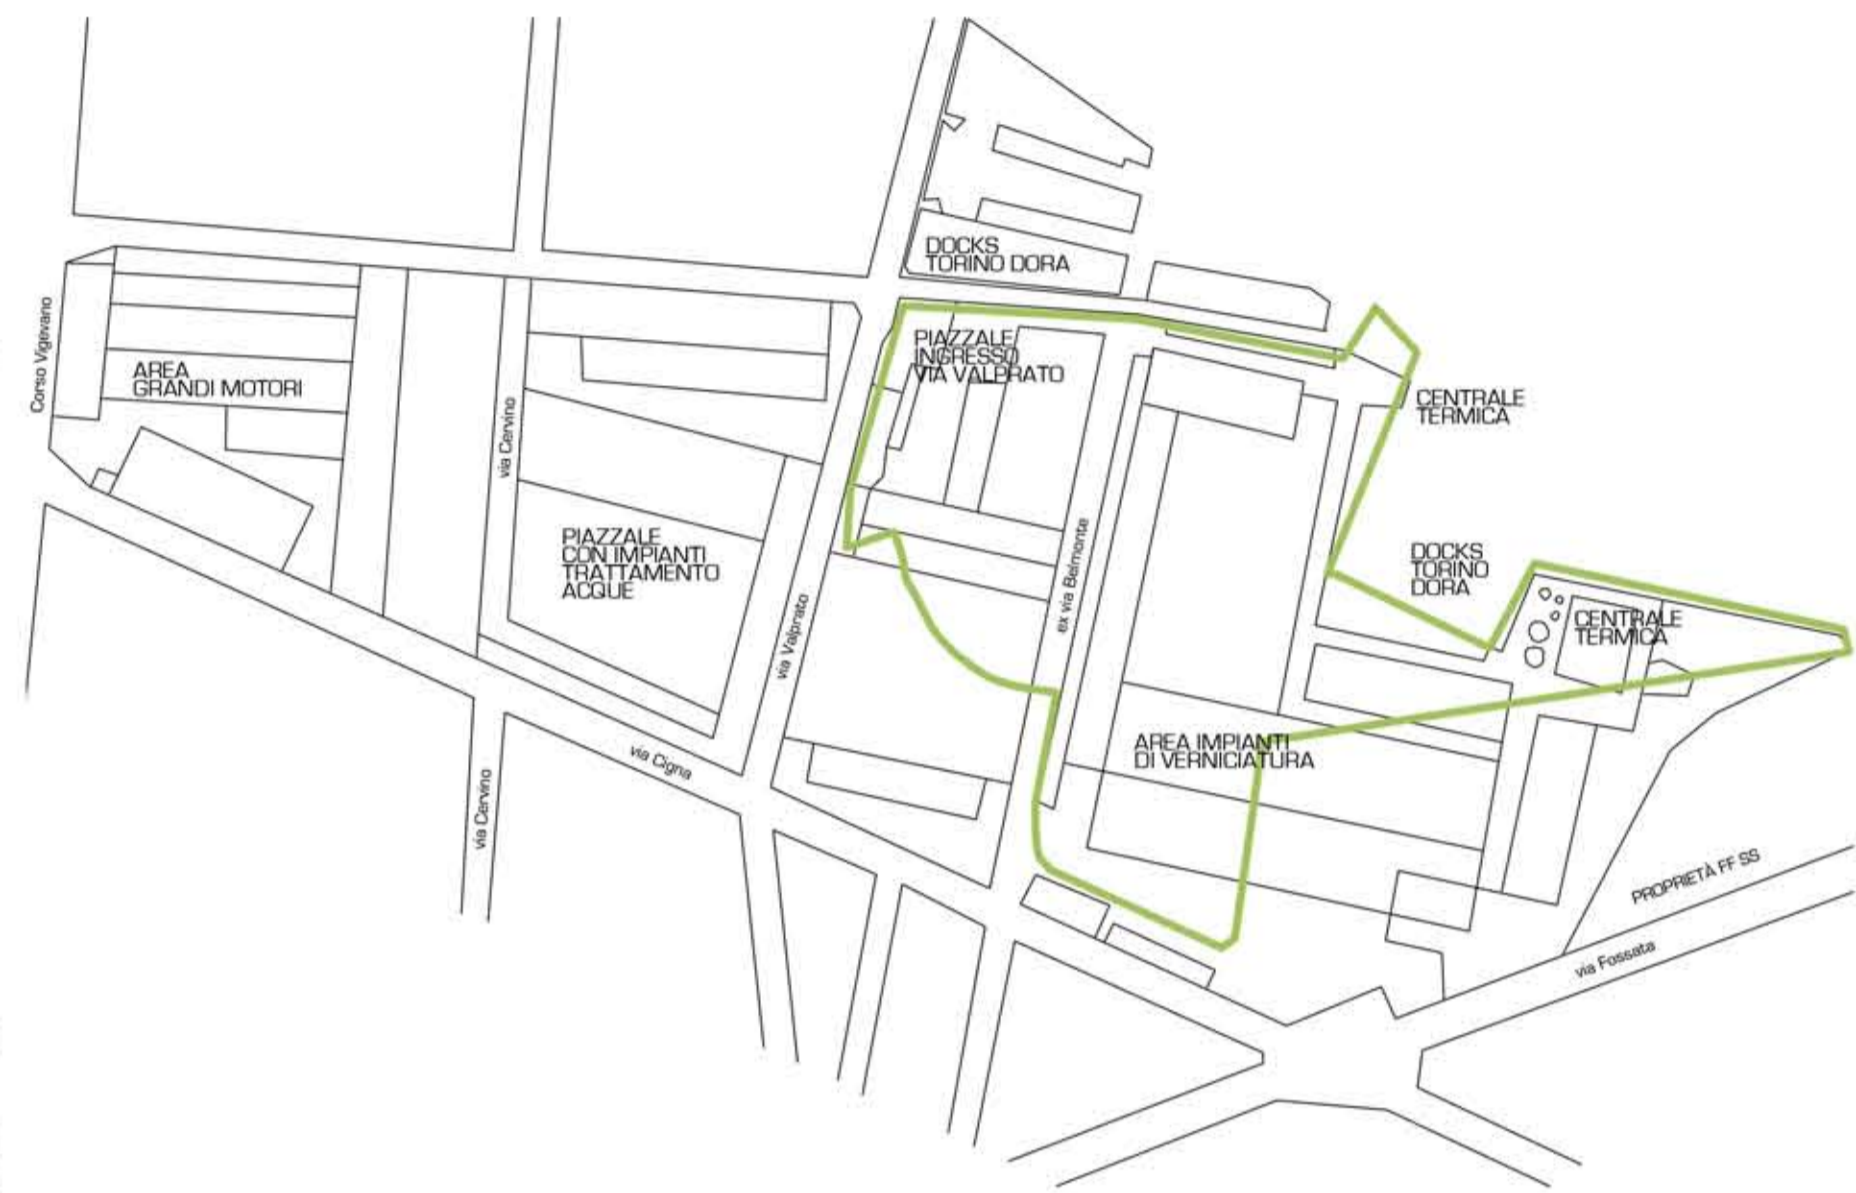 DOCKS
TORINO DORA
Corso Vigevano
AREA
GRANDI MOTORI
PIAZZALE
INGRESSO
VIA VALPRATO
CENTRALE
TERMICA
via Cervino
PIAZZALE
CON IMPIANTI
TRATTAMENTO
ACQUE
via Valprato
ex via Belmonte
DOCKS
TORINO
DORA
CENTRALE
TERMICA
AREA IMPIANTI
DI VERNICIATURA
via Cigna
via Cervino
PROPRIETÀ FF SS
via Fossata